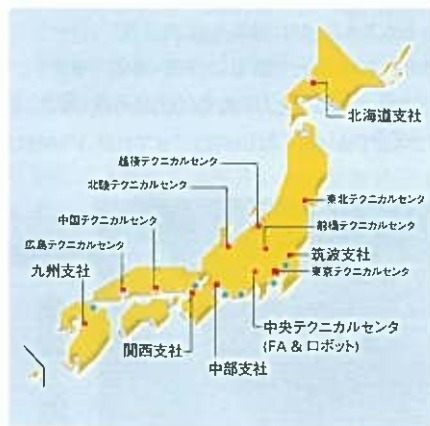 北海道支社
越後テクニカルセンタ
北陸テクニカルセンタ
東北テクニカルセンタ
中国テクニカルセンタ
前橋テクニカルセンタ
広島テクニカルセンタ
筑波支社
九州支社
東京テクニカルセンタ
中央テクニカルセンタ
(FA & ロボット)
関西支社
中部支社